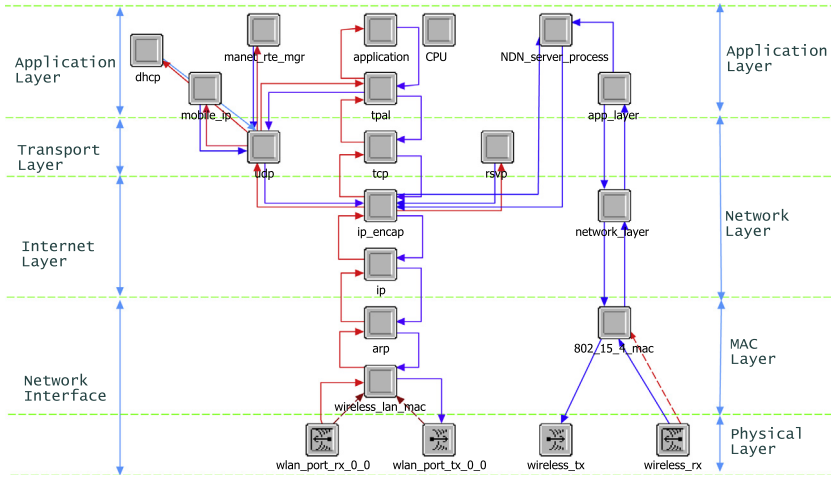 manet_rte_mgr
application
CPU
NDN_server_process
Application
Layer
Application
Layer
dhcp
mobile_ip
tpal
app_layer
Transport
Layer
udp
tcp
rsvp
Internet
Layer
ip_encap
network_layer
Network
Layer
ip
arp
802_15_4_mac
MAC
Layer
Network
Interface
wireless_lan_mac
wlan_port_rx_0_0
wlan_port_tx_0_0
wireless_tx
wireless_rx
Physical
Layer